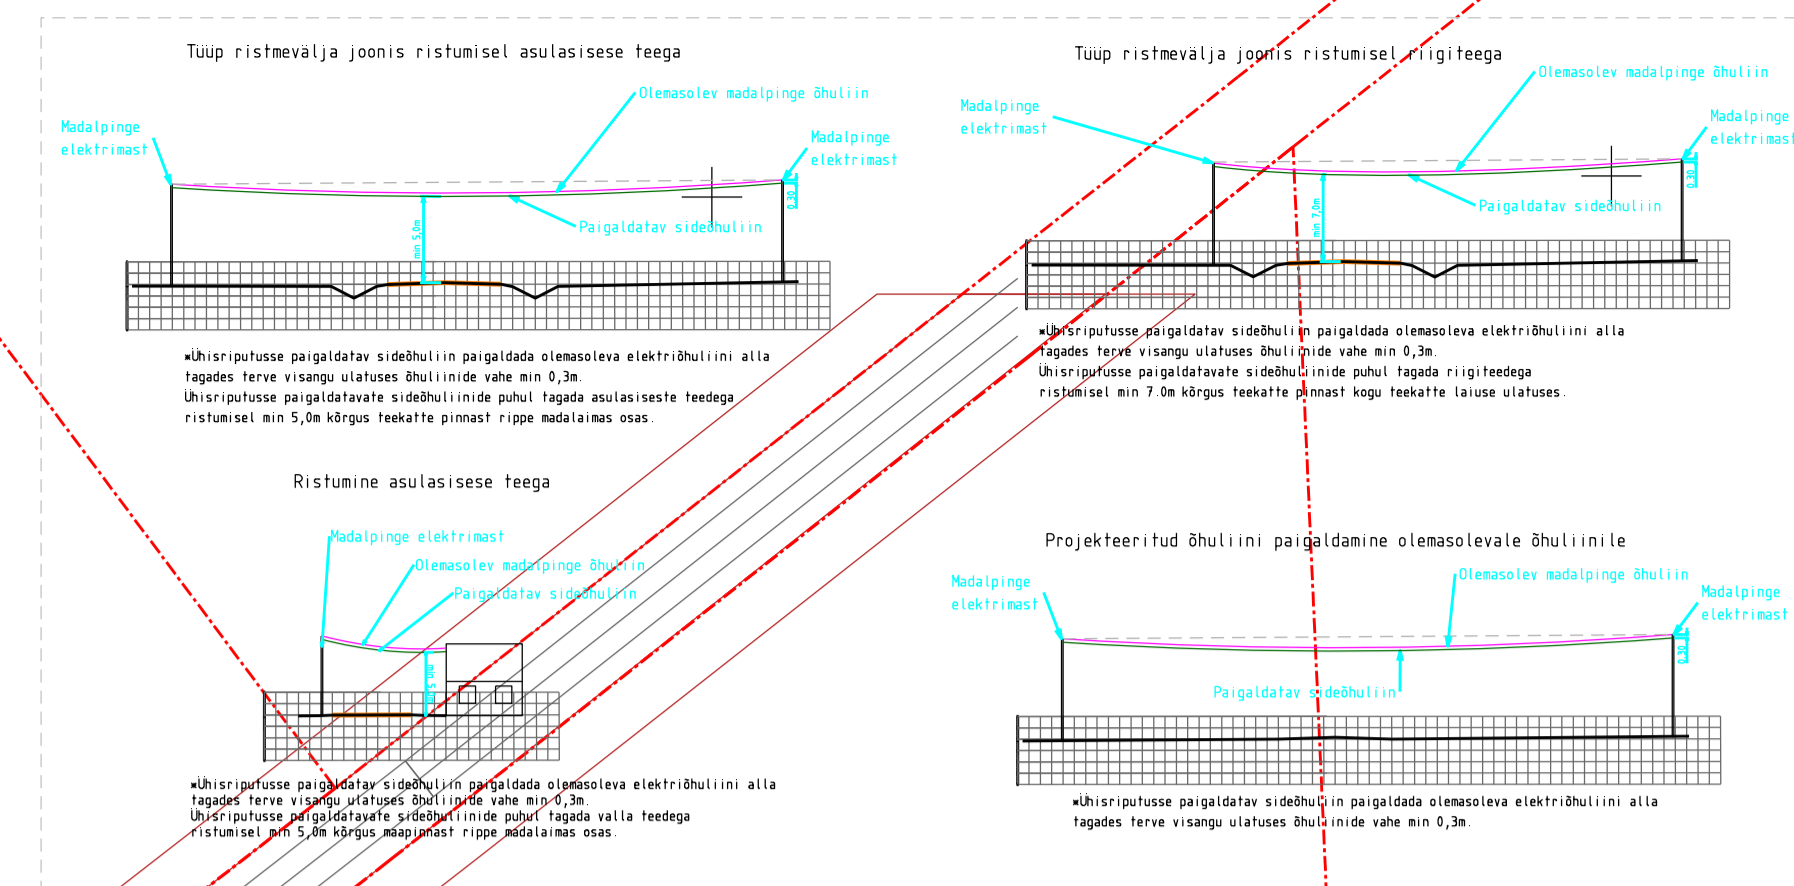 Tüüp ristmevälja joonis ristumisel asulasisese teega
Olemasolev madalpinge õhuliin
Madalpinge
elektrimast
Madalpinge
elektrimast
0.30
min 5,0m
Paigaldatav sideõhuliin
*Ühisriputusse paigaldatav sideõhuliin paigaldada olemasoleva elektriõhuliini alla
tagades terve visangu ulatuses õhuliinide vahe min 0,3m.
Ühisriputusse paigaldatavate sideõhuliinide puhul tagada asulasiseste teedega
ristumisel min 5,0m kõrgus teekatte pinnast rippe madalaimas osas.
Tüüp ristmevälja joonis ristumisel riigiteega
Olemasolev madalpinge õhuliin
Madalpinge
elektrimast
Madalpinge
elektrimast
0.30
min 7,0m
Paigaldatav sideõhuliin
*Ühisriputusse paigaldatav sideõhuliin paigaldada olemasoleva elektriõhuliini alla
tagades terve visangu ulatuses õhuliinide vahe min 0,3m.
Ühisriputusse paigaldatavate sideõhuliinide puhul tagada riigiteedega
ristumisel min 7.0m kõrgus teekatte pinnast kogu teekatte laiuse ulatuses.
Ristumine asulasisese teega
Madalpinge elektrimast
Olemasolev madalpinge õhuliin
Paigaldatav sideõhuliin
min 5,0m
*Ühisriputusse paigaldatav sideõhuliin paigaldada olemasoleva elektriõhuliini alla
tagades terve visangu ulatuses õhuliinide vahe min 0,3m.
Ühisriputusse paigaldatavate sideõhuliinide puhul tagada valla teedega
ristumisel min 5,0m kõrgus maapinnast rippe madalaimas osas.
Projekteeritud õhuliini paigaldamine olemasolevale õhuliinile
Olemasolev madalpinge õhuliin
Madalpinge
elektrimast
Madalpinge
elektrimast
0.30
Paigaldatav sideõhuliin
*Ühisriputusse paigaldatav sideõhuliin paigaldada olemasoleva elektriõhuliini alla
tagades terve visangu ulatuses õhuliinide vahe min 0,3m.